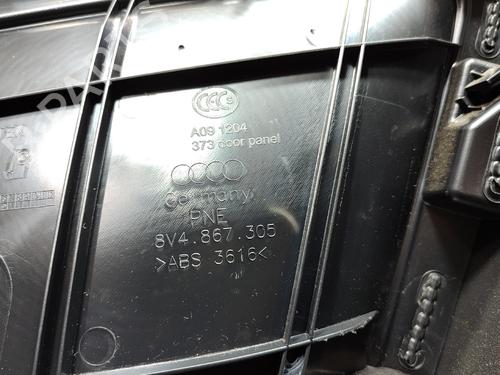 CCC S
A09 1204
373 door panel
Germany
PNE
8V4.867.305
>ABS 3616<